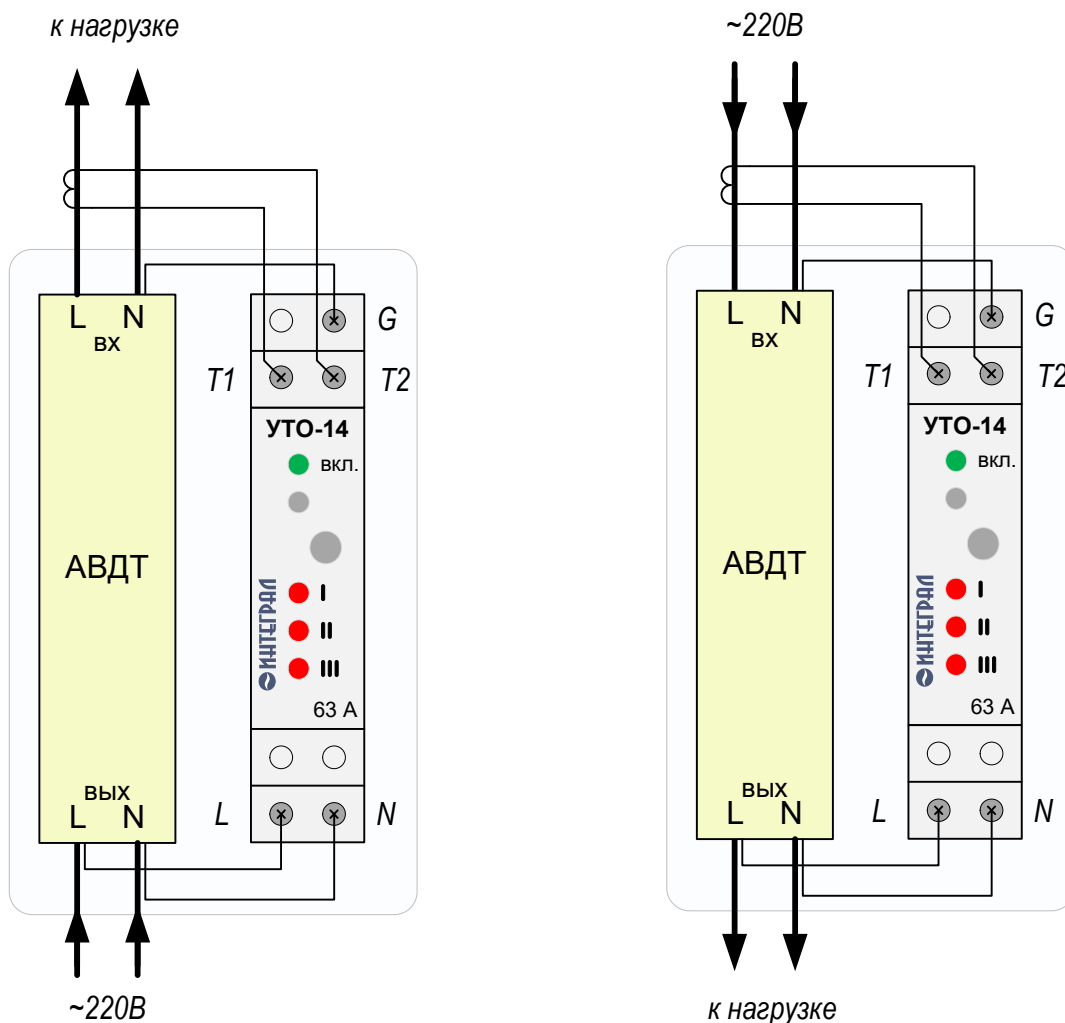 к нагрузке
L N
вх
G
T1
T2
УТО-14
вкл.
АВДТ
I
II
III
ИНТЕГРАЛ
63 А
вых
L N
L
N
~220В
~220В
L N
вх
G
T1
T2
УТО-14
вкл.
АВДТ
I
II
III
ИНТЕГРАЛ
63 А
вых
L N
L
N
к нагрузке